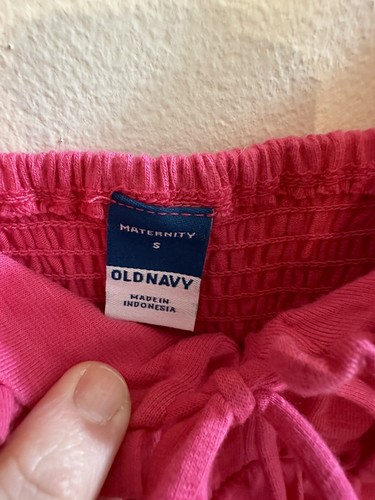 MATERNITY
S
OLD NAVY
MADE IN
INDONESIA